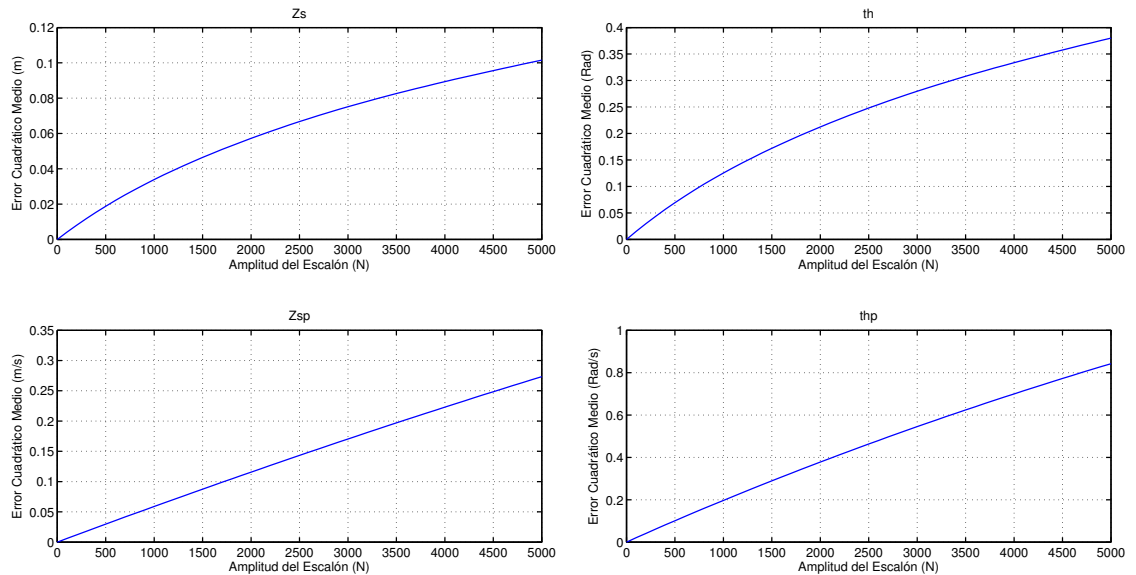 Zs
0.12
0.1
0.08
0.06
0.04
0.02
0
Error Cuadrático Medio (m)
0 500 1000 1500 2000 2500 3000 3500 4000 4500 5000
Amplitud del Escalón (N)
th
0.4
0.35
0.3
0.25
0.2
0.15
0.1
0.05
0
Error Cuadrático Medio (Rad)
0 500 1000 1500 2000 2500 3000 3500 4000 4500 5000
Amplitud del Escalón (N)
Zsp
0.35
0.3
0.25
0.2
0.15
0.1
0.05
0
Error Cuadrático Medio (m/s)
0 500 1000 1500 2000 2500 3000 3500 4000 4500 5000
Amplitud del Escalón (N)
thp
1
0.8
0.6
0.4
0.2
0
Error Cuadrático Medio (Rad/s)
0 500 1000 1500 2000 2500 3000 3500 4000 4500 5000
Amplitud del Escalón (N)